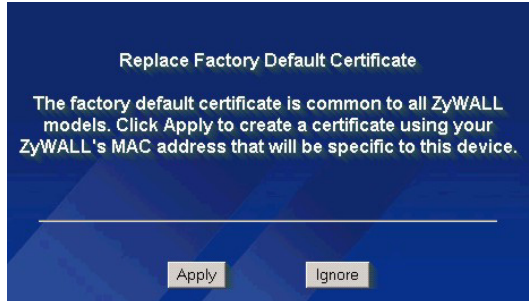 Replace Factory Default Certificate
The factory default certificate is common to all ZyWALL
models. Click Apply to create a certificate using your
ZyWALL's MAC address that will be specific to this device.
Apply
Ignore